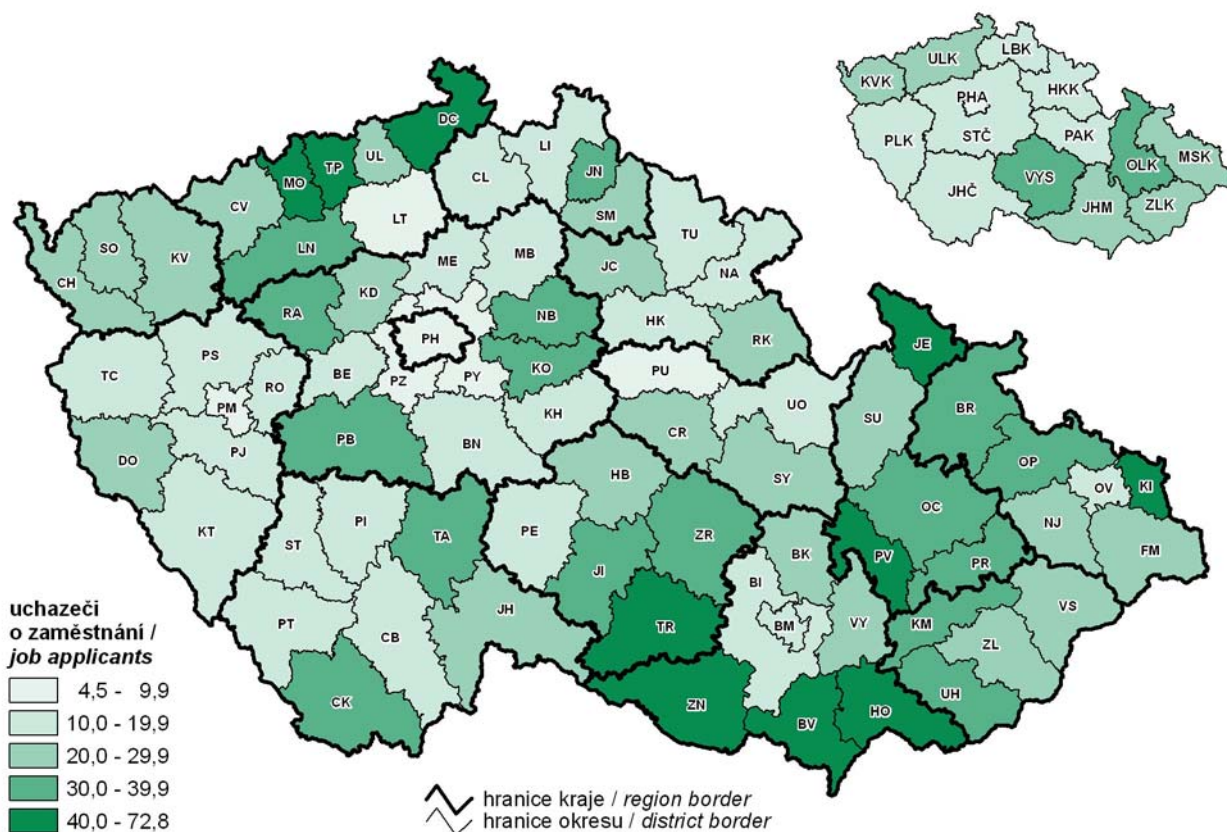 LBK
ULK
KVK
HKK
PHA
STČ
PAK
PLK
MSK
OLK
VYS
JHČ
JHM
ZLK
DC
TP
UL
LI
MO
JN
CL
CV
LT
SM
SO
KV
LN
TU
ME
MB
JC
CH
KD
NA
RA
NB
HK
PH
RK
JE
PS
TC
RO
BE
PZ
PY
KO
PU
PM
KH
UO
SU
BR
CR
PB
BN
DO
PJ
OP
HB
SY
OV
KI
OC
KT
ST
PI
TA
PE
ZR
NJ
FM
PV
BK
JI
PR
BI
VS
PT
CB
JH
TR
BM
VY
KM
ZL
CK
ZN
BV
HO
UH
uchazeči
o zaměstnání /
job applicants
4,5 - 9,9
10,0 - 19,9
20,0 - 29,9
30,0 - 39,9
40,0 - 72,8
hranice kraje / region border
hranice okresu / district border